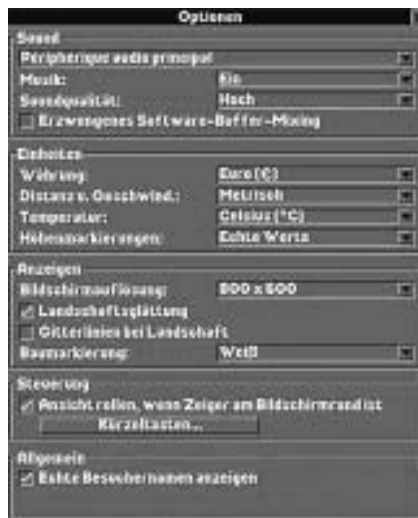 Optionen
Sound
Périphérique audio principal
Musik: Ein
Soundqualität: Hoch
Erzwungenes Software-Buffer-Mixing
Einheiten
Währung: Euro (€)
Distanz u. Geschwind.: Metrisch
Temperatur: Celsius (°C)
Höhenmarkierungen: Echte Werte
Anzeigen
Bildschirmauflösung: 800 x 600
Landschaftsglättung
Gitterlinien bei Landschaft
Baumarkierung: Weiß
Steuerung
Ansicht rollen, wenn Zeiger am Bildschirmrand ist
Kürzeltasten...
Allgemein
Echte Besuchernamen anzeigen